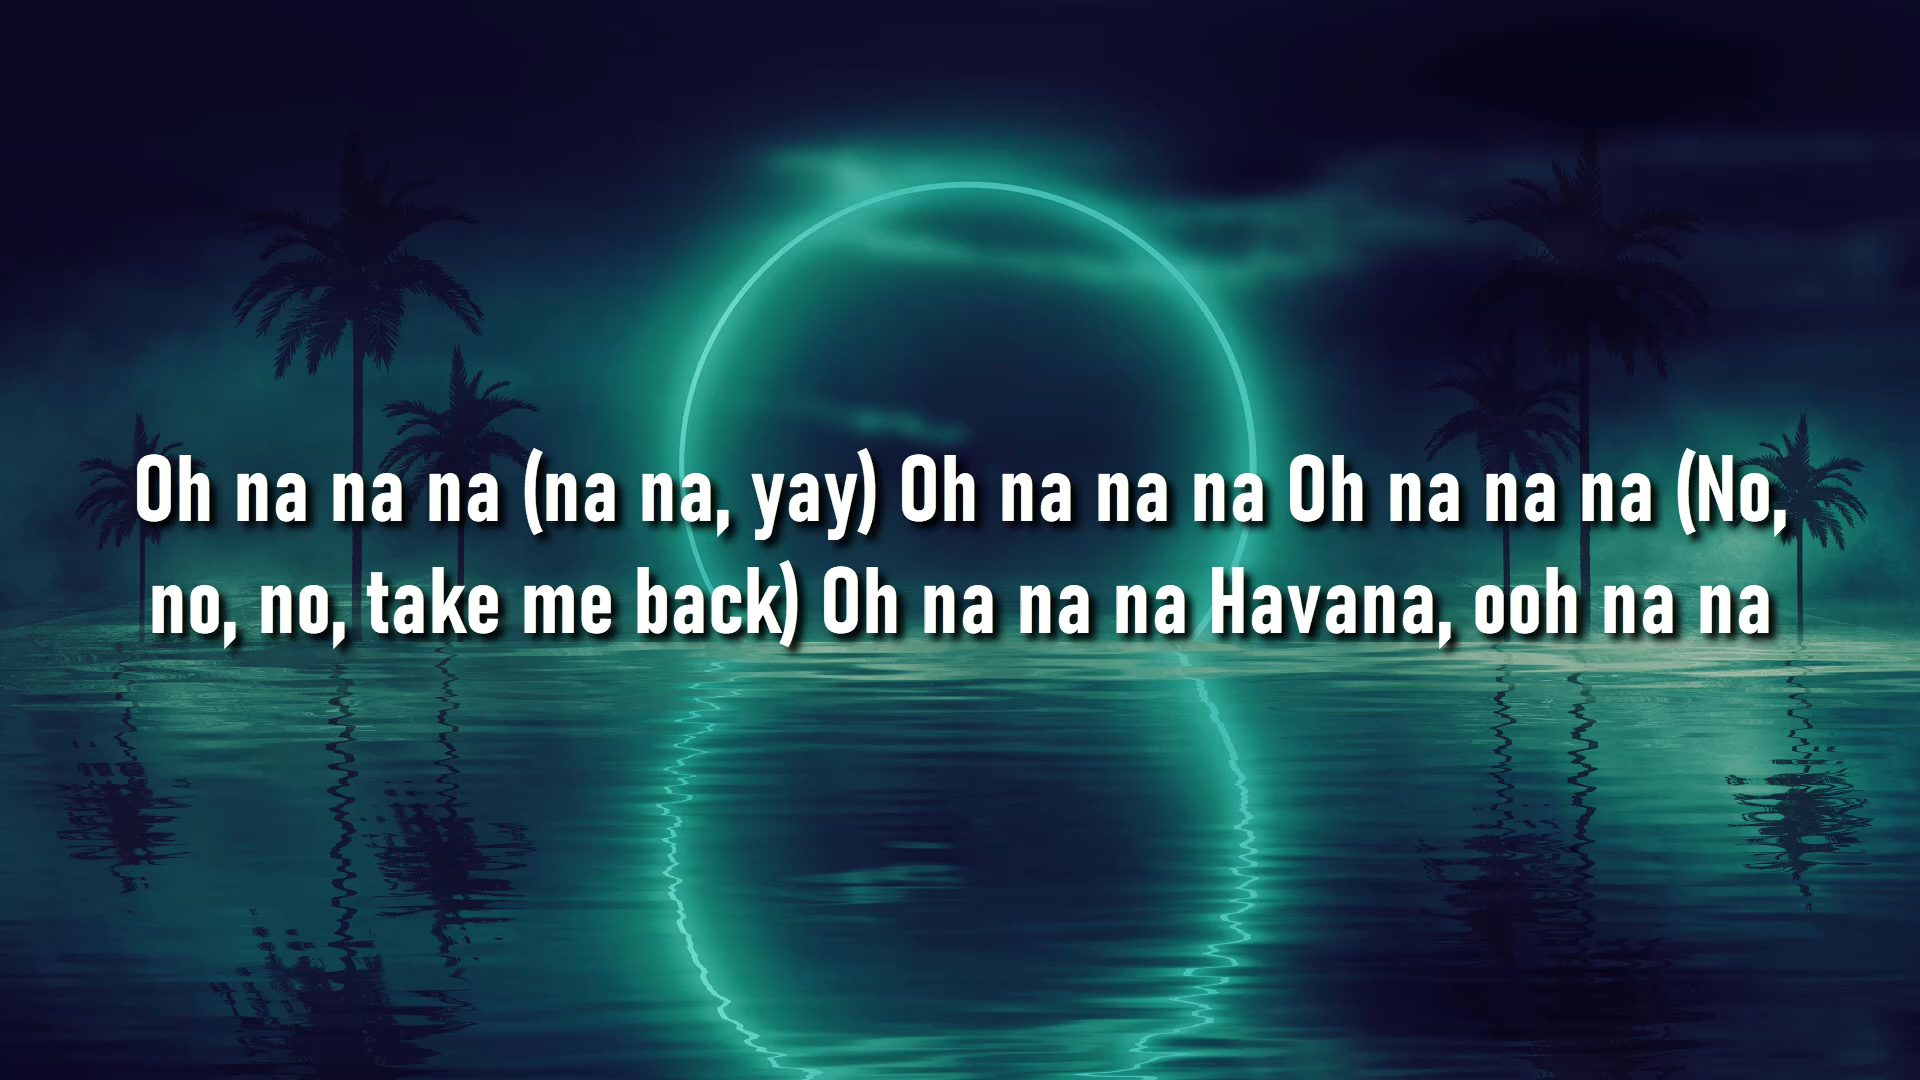 Oh na na na (na na, yay) Oh na na na Oh na na na (No,
no, no, take me back) Oh na na na Havana, ooh na na